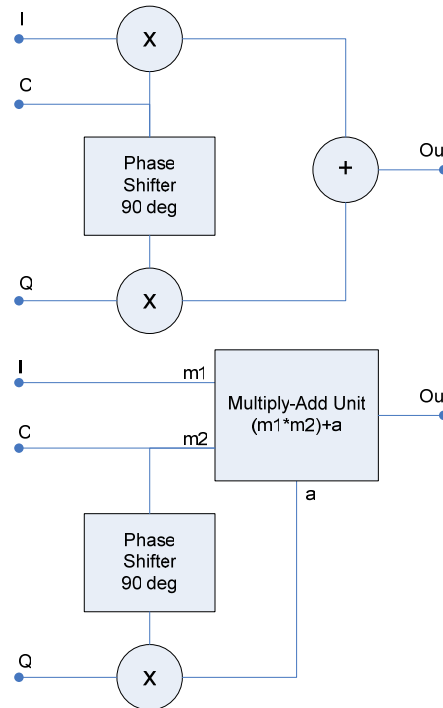 I
X
C
Phase
Shifter
90 deg
+
Ou
Q
X
I
m1
Multiply-Add Unit
(m1*m2)+a
Ou
C
m2
a
Phase
Shifter
90 deg
Q
X